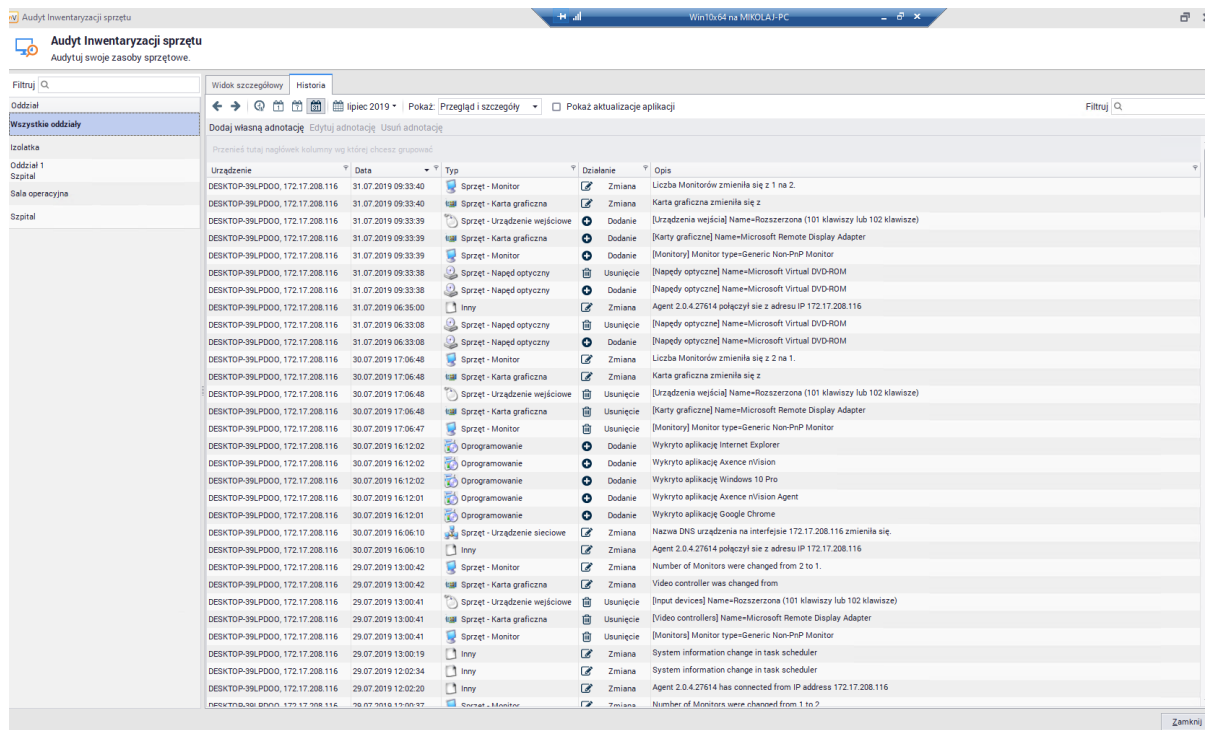 nV Audyt Inwentaryzacji sprzętu
Win10x64 na MIKOLAJ-PC
Audyt Inwentaryzacji sprzętu
Audytuj swoje zasoby sprzętowe.
Filtruj
Oddział
Wszystkie oddziały
Izolatka
Oddział 1
Szpital
Sala operacyjna
Szpital
Widok szczegółowy Historia
lipiec 2019 Pokaż: Przegląd i szczegóły Pokaż aktualizacje aplikacji Filtruj
Dodaj własną adnotację Edytuj adnotację Usuń adnotację
Przenieś tutaj nagłówek kolumny wg której chcesz grupować
Urządzenie Data Typ Działanie Opis
DESKTOP-39LPDOO, 172.17.208.116 31.07.2019 09:33:40 Sprzęt - Monitor Zmiana Liczba Monitorów zmieniła się z 1 na 2.
DESKTOP-39LPDOO, 172.17.208.116 31.07.2019 09:33:40 Sprzęt - Karta graficzna Zmiana Karta graficzna zmieniła się z
DESKTOP-39LPDOO, 172.17.208.116 31.07.2019 09:33:39 Sprzęt - Urządzenie wejściowe Dodanie [Urządzenia wejścia] Name=Rozszerzona (101 klawiszy lub 102 klawisze)
DESKTOP-39LPDOO, 172.17.208.116 31.07.2019 09:33:39 Sprzęt - Karta graficzna Dodanie [Karty graficzne] Name=Microsoft Remote Display Adapter
DESKTOP-39LPDOO, 172.17.208.116 31.07.2019 09:33:39 Sprzęt - Monitor Dodanie [Monitory] Monitor type=Generic Non-PnP Monitor
DESKTOP-39LPDOO, 172.17.208.116 31.07.2019 09:33:38 Sprzęt - Napęd optyczny Usunięcie [Napędy optyczne] Name=Microsoft Virtual DVD-ROM
DESKTOP-39LPDOO, 172.17.208.116 31.07.2019 09:33:38 Sprzęt - Napęd optyczny Dodanie [Napędy optyczne] Name=Microsoft Virtual DVD-ROM
DESKTOP-39LPDOO, 172.17.208.116 31.07.2019 06:35:00 Inny Zmiana Agent 2.0.4.27614 połączył sie z adresu IP 172.17.208.116
DESKTOP-39LPDOO, 172.17.208.116 31.07.2019 06:33:08 Sprzęt - Napęd optyczny Usunięcie [Napędy optyczne] Name=Microsoft Virtual DVD-ROM
DESKTOP-39LPDOO, 172.17.208.116 31.07.2019 06:33:08 Sprzęt - Napęd optyczny Dodanie [Napędy optyczne] Name=Microsoft Virtual DVD-ROM
DESKTOP-39LPDOO, 172.17.208.116 30.07.2019 17:06:48 Sprzęt - Monitor Zmiana Liczba Monitorów zmieniła się z 2 na 1.
DESKTOP-39LPDOO, 172.17.208.116 30.07.2019 17:06:48 Sprzęt - Karta graficzna Zmiana Karta graficzna zmieniła się z
DESKTOP-39LPDOO, 172.17.208.116 30.07.2019 17:06:48 Sprzęt - Urządzenie wejściowe Usunięcie [Urządzenia wejścia] Name=Rozszerzona (101 klawiszy lub 102 klawisze)
DESKTOP-39LPDOO, 172.17.208.116 30.07.2019 17:06:48 Sprzęt - Karta graficzna Usunięcie [Karty graficzne] Name=Microsoft Remote Display Adapter
DESKTOP-39LPDOO, 172.17.208.116 30.07.2019 17:06:47 Sprzęt - Monitor Usunięcie [Monitory] Monitor type=Generic Non-PnP Monitor
DESKTOP-39LPDOO, 172.17.208.116 30.07.2019 16:12:02 Oprogramowanie Dodanie Wykryto aplikację Internet Explorer
DESKTOP-39LPDOO, 172.17.208.116 30.07.2019 16:12:02 Oprogramowanie Dodanie Wykryto aplikację Axence nVision
DESKTOP-39LPDOO, 172.17.208.116 30.07.2019 16:12:02 Oprogramowanie Dodanie Wykryto aplikację Windows 10 Pro
DESKTOP-39LPDOO, 172.17.208.116 30.07.2019 16:12:01 Oprogramowanie Dodanie Wykryto aplikację Axence nVision Agent
DESKTOP-39LPDOO, 172.17.208.116 30.07.2019 16:12:01 Oprogramowanie Dodanie Wykryto aplikację Google Chrome
DESKTOP-39LPDOO, 172.17.208.116 30.07.2019 16:06:10 Sprzęt - Urządzenie sieciowe Zmiana Nazwa DNS urządzenia na interfejsie 172.17.208.116 zmieniła się.
DESKTOP-39LPDOO, 172.17.208.116 30.07.2019 16:06:10 Inny Zmiana Agent 2.0.4.27614 połączył sie z adresu IP 172.17.208.116
DESKTOP-39LPDOO, 172.17.208.116 29.07.2019 13:00:42 Sprzęt - Monitor Zmiana Number of Monitors were changed from 2 to 1.
DESKTOP-39LPDOO, 172.17.208.116 29.07.2019 13:00:42 Sprzęt - Karta graficzna Zmiana Video controller was changed from
DESKTOP-39LPDOO, 172.17.208.116 29.07.2019 13:00:41 Sprzęt - Urządzenie wejściowe Usunięcie [Input devices] Name=Rozszerzona (101 klawiszy lub 102 klawisze)
DESKTOP-39LPDOO, 172.17.208.116 29.07.2019 13:00:41 Sprzęt - Karta graficzna Usunięcie [Video controllers] Name=Microsoft Remote Display Adapter
DESKTOP-39LPDOO, 172.17.208.116 29.07.2019 13:00:41 Sprzęt - Monitor Usunięcie [Monitors] Monitor type=Generic Non-PnP Monitor
DESKTOP-39LPDOO, 172.17.208.116 29.07.2019 13:00:19 Inny Zmiana System information change in task scheduler
DESKTOP-39LPDOO, 172.17.208.116 29.07.2019 12:02:34 Inny Zmiana System information change in task scheduler
DESKTOP-39LPDOO, 172.17.208.116 29.07.2019 12:02:20 Inny Zmiana Agent 2.0.4.27614 has connected from IP address 172.17.208.116
DESKTOP-39LPDOO, 172.17.208.116 29.07.2019 12:00:37 Sprzęt - Monitor Zmiana Number of Monitors were changed from 1 to 2
Zamknij